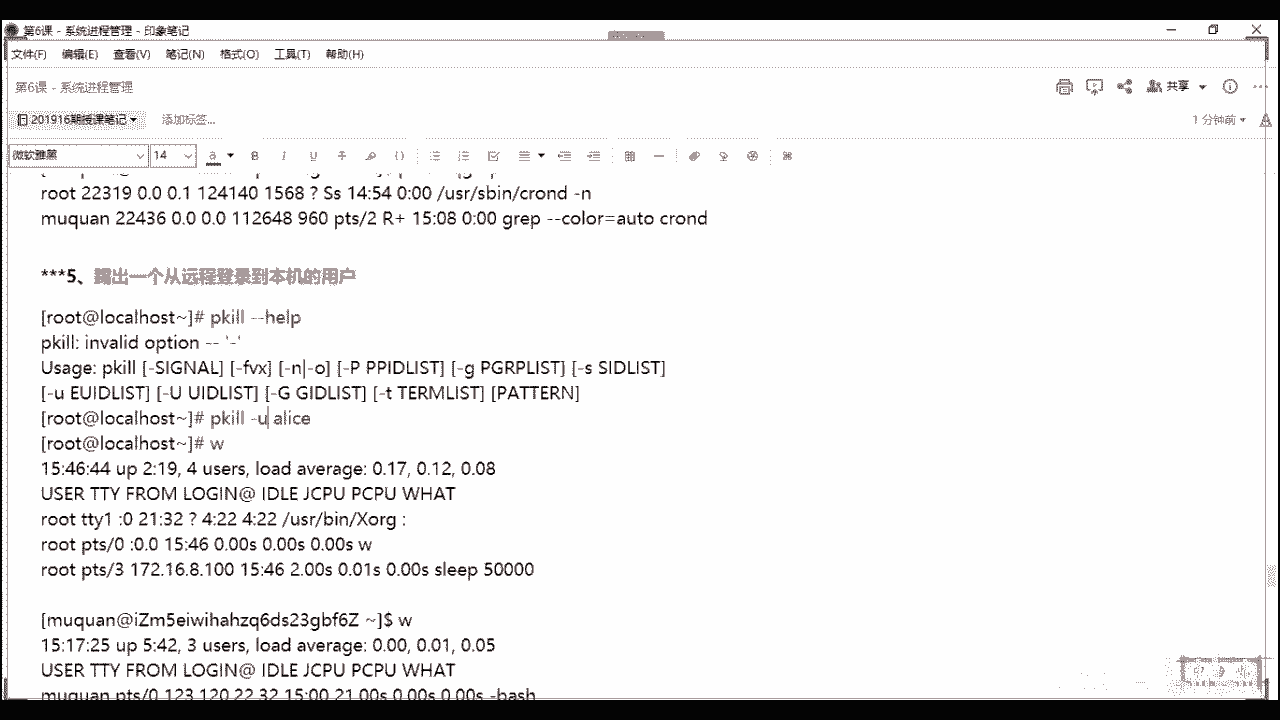 第6课 - 系统进程管理 - 印象笔记
文件(F) 编辑(E) 查看(V) 笔记(N) 格式(O) 工具(T) 帮助(H)
第6课 - 系统进程管理
共享
201916期授课笔记 添加标签...
1 分钟前
微软雅黑 14
root 22319 0.0 0.1 124140 1568 ? Ss 14:54 0:00 /usr/sbin/crond -n
muquan 22436 0.0 0.0 112648 960 pts/2 R+ 15:08 0:00 grep --color=auto crond
***5、踢出一个从远程登录到本机的用户
[root@localhost~]# pkill --help
pkill: invalid option -- '-'
Usage: pkill [-SIGNAL] [-fvx] [-n|-o] [-P PPIDLIST] [-g PGRPLIST] [-s SIDLIST]
[-u EUIDLIST] [-U UIDLIST] [-G GIDLIST] [-t TERMLIST] [PATTERN]
[root@localhost~]# pkill -u alice
[root@localhost~]# w
15:46:44 up 2:19, 4 users, load average: 0.17, 0.12, 0.08
USER TTY FROM LOGIN@ IDLE JCPU PCPU WHAT
root tty1 :0 21:32 ? 4:22 4:22 /usr/bin/Xorg :
root pts/0 :0.0 15:46 0.00s 0.00s 0.00s w
root pts/3 172.16.8.100 15:46 2.00s 0.01s 0.00s sleep 50000
[muquan@iZm5eiwihahzq6ds23gbf6Z ~]$ w
15:17:25 up 5:42, 3 users, load average: 0.00, 0.01, 0.05
USER TTY FROM LOGIN@ IDLE JCPU PCPU WHAT
muquan pts/0 123.120.22.32 15:00 21.00s 0.00s 0.00s -bash